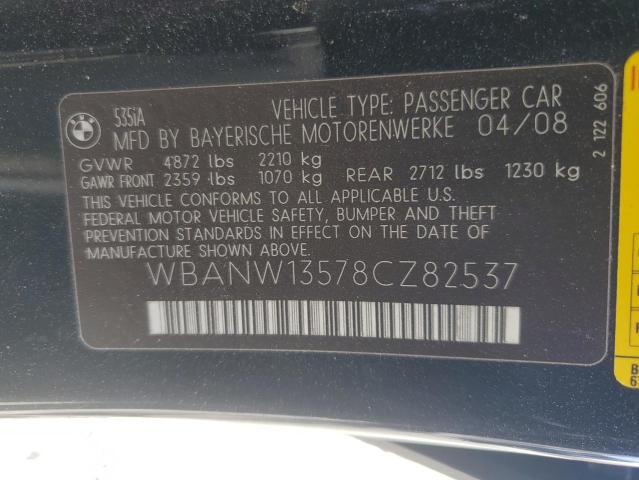 BMW
535iA
VEHICLE TYPE: PASSENGER CAR
MFD BY BAYERISCHE MOTORENWERKE 04/08
GVWR 4872 lbs 2210 kg
GAWR FRONT 2359 lbs 1070 kg REAR 2712 lbs 1230 kg
THIS VEHICLE CONFORMS TO ALL APPLICABLE U.S.
FEDERAL MOTOR VEHICLE SAFETY, BUMPER AND THEFT
PREVENTION STANDARDS IN EFFECT ON THE DATE OF
MANUFACTURE SHOWN ABOVE.
WBANW13578CZ82537
2 122 606